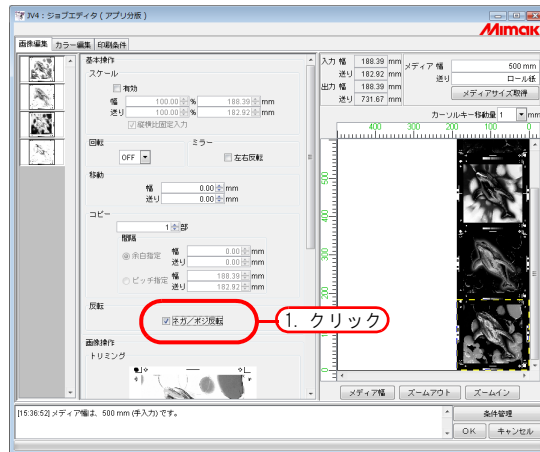 JV4：ジョブエディタ ( アプリ分版 )
Mimaki
画像編集 カラー編集 印刷条件
基本操作
スケール
有効
幅 100.00 % 188.39 mm
送り 100.00 % 182.92 mm
縦横比固定入力
回転 ミラー
OFF 左右反転
移動
幅 0.00 mm
送り 0.00 mm
コピー
1 部
間隔
余白指定 幅 0.00 mm
送り 0.00 mm
ピッチ指定 幅 188.39 mm
送り 182.92 mm
反転
ネガ／ポジ反転
1. クリック
画像操作
トリミング
入力 幅 188.39 mm
送り 182.92 mm
出力 幅 188.39 mm
送り 731.67 mm
メディア 幅 500 mm
送り ロール紙
メディアサイズ取得
カーソルキー移動量 1 mm
400 300 200 100 0
500
400
300
200
100
0
メディア幅 ズームアウト ズームイン
[15:36:52] メディア幅は、500 mm (手入力) です。
条件管理
OK キャンセル